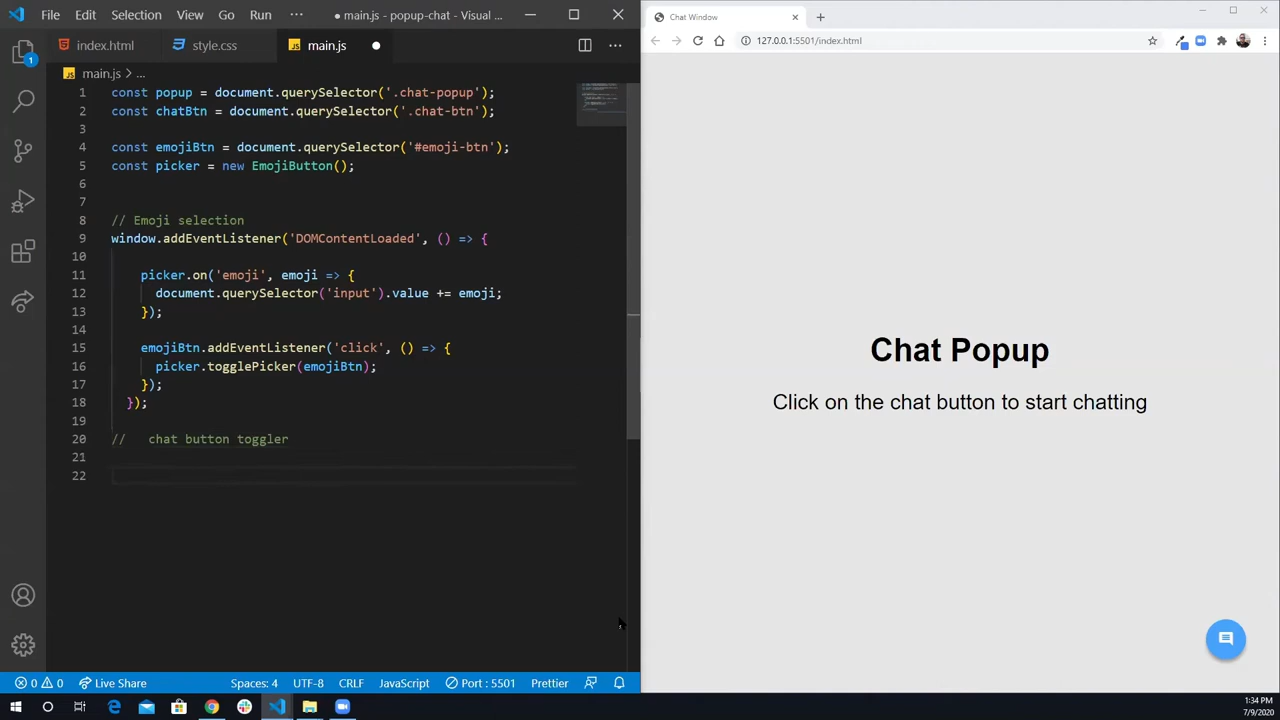 File Edit Selection View Go Run ··· ● main.js - popup-chat - Visual ...
index.html style.css JS main.js ●
JS main.js > ...
1 const popup = document.querySelector('.chat-popup');
2 const chatBtn = document.querySelector('.chat-btn');
3
4 const emojiBtn = document.querySelector('#emoji-btn');
5 const picker = new EmojiButton();
6
7
8 // Emoji selection
9 window.addEventListener('DOMContentLoaded', () => {
10
11 picker.on('emoji', emoji => {
12 document.querySelector('input').value += emoji;
13 });
14
15 emojiBtn.addEventListener('click', () => {
16 picker.togglePicker(emojiBtn);
17 });
18 });
19
20 // chat button toggler
21
22
1
0 0 Live Share Spaces: 4 UTF-8 CRLF JavaScript Port : 5501 Prettier
Chat Window
127.0.0.1:5501/index.html
Chat Popup
Click on the chat button to start chatting
1:34 PM
7/9/2020